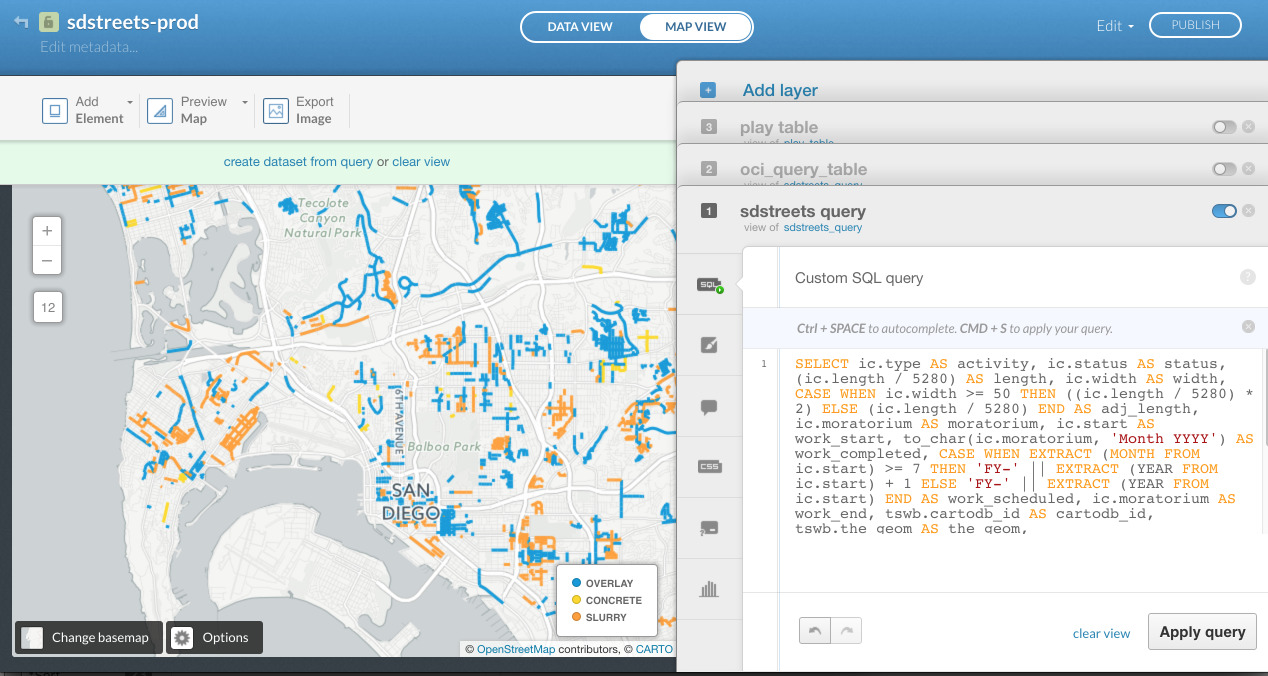 sdstreets-prod
Edit metadata...
DATA VIEW
MAP VIEW
Edit
PUBLISH
Add
Element
Preview
Map
Export
Image
create dataset from query or clear view
+
−
12
Tecolote
Canyon
Natural Park
6TH AVENUE
Balboa Park
SAN
DIEGO
OVERLAY
CONCRETE
SLURRY
Change basemap
Options
© OpenStreetMap contributors, © CARTO
+ Add layer
3 play table
view of play_table
2 oci_query_table
view of sdstreets_query
1 sdstreets query
view of sdstreets_query
SQL
CSS
Custom SQL query
?
Ctrl + SPACE to autocomplete. CMD + S to apply your query.
1
SELECT ic.type AS activity, ic.status AS status,
(ic.length / 5280) AS length, ic.width AS width,
CASE WHEN ic.width >= 50 THEN ((ic.length / 5280) *
2) ELSE (ic.length / 5280) END AS adj_length,
ic.moratorium AS moratorium, ic.start AS
work_start, to_char(ic.moratorium, 'Month YYYY') AS
work_completed, CASE WHEN EXTRACT (MONTH FROM
ic.start) >= 7 THEN 'FY-' || EXTRACT (YEAR FROM
ic.start) + 1 ELSE 'FY-' || EXTRACT (YEAR FROM
ic.start) END AS work_scheduled, ic.moratorium AS
work_end, tswb.cartodb_id AS cartodb_id,
tswb.the_geom AS the_geom,
clear view
Apply query